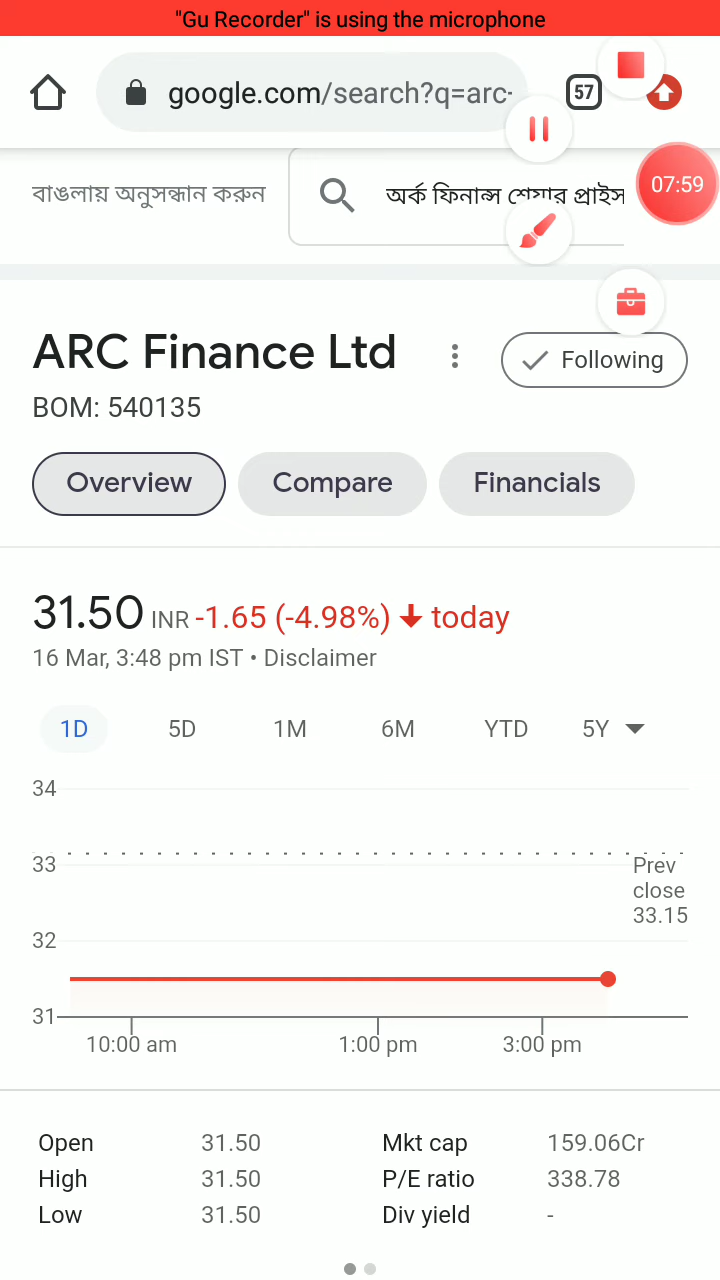 "Gu Recorder" is using the microphone
google.com/search?q=arc-
57
07:59
বাঙলায় অনুসন্ধান করুন
অর্ক ফিনান্স শেয়ার প্রাইস
ARC Finance Ltd
Following
BOM: 540135
Overview Compare Financials
31.50 INR -1.65 (-4.98%) today
16 Mar, 3:48 pm IST • Disclaimer
1D 5D 1M 6M YTD 5Y
34
33
Prev
close
33.15
32
31
10:00 am 1:00 pm 3:00 pm
Open 31.50 Mkt cap 159.06Cr
High 31.50 P/E ratio 338.78
Low 31.50 Div yield -